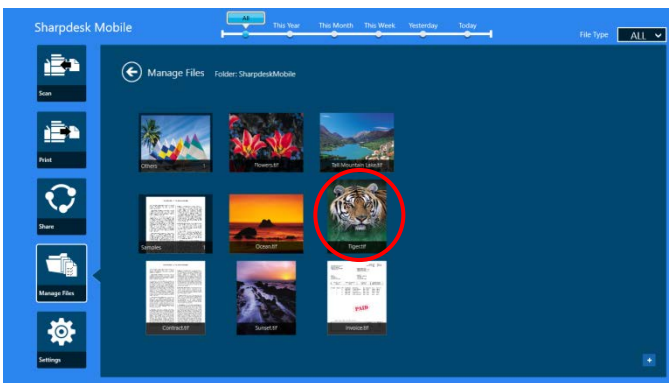 Sharpdesk Mobile
All
This Year
This Month
This Week
Yesterday
Today
File Type
ALL
Scan
Manage Files
Folder: SharpdeskMobile
Others 1
Flowers.tif
Tall Mountain Lake.tif
Print
Share
Samples 1
Ocean.tif
Tiger.tif
Manage Files
Contract.tif
Sunset.tif
PAID
Invoice.tif
Settings